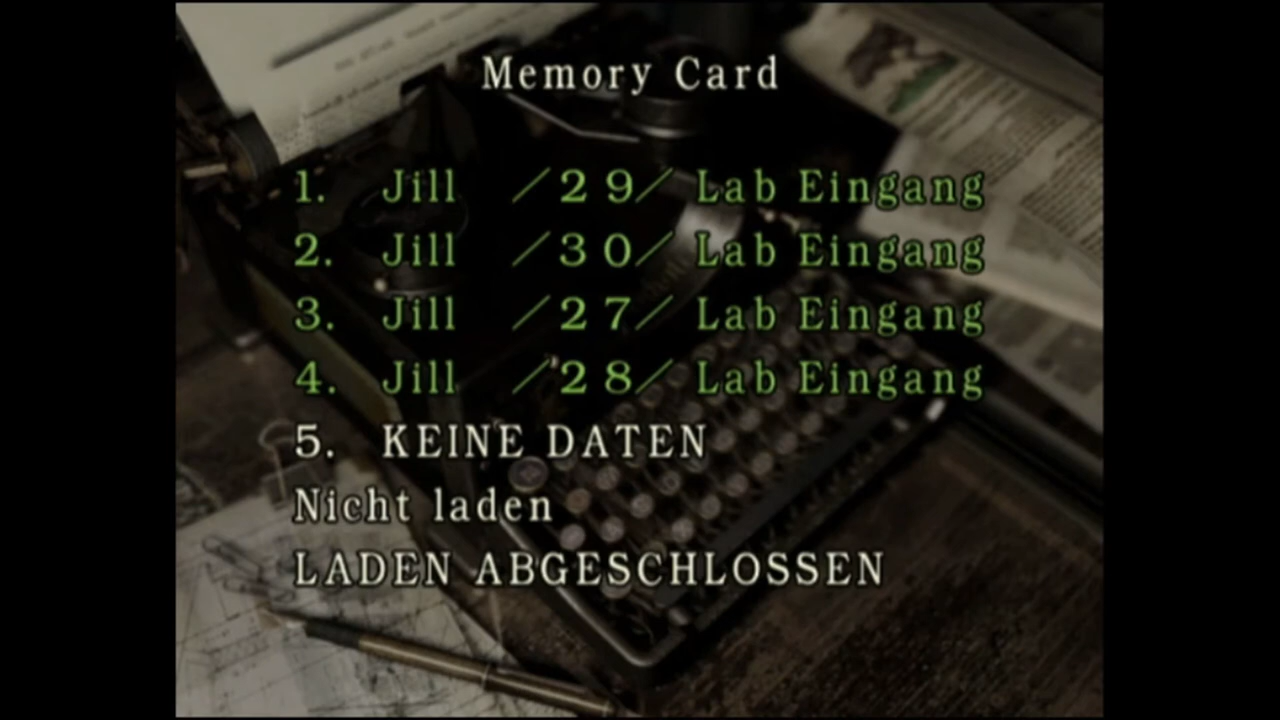 Memory Card
1. Jill /29/ Lab Eingang
2. Jill /30/ Lab Eingang
3. Jill /27/ Lab Eingang
4. Jill /28/ Lab Eingang
5. KEINE DATEN
Nicht laden
LADEN ABGESCHLOSSEN